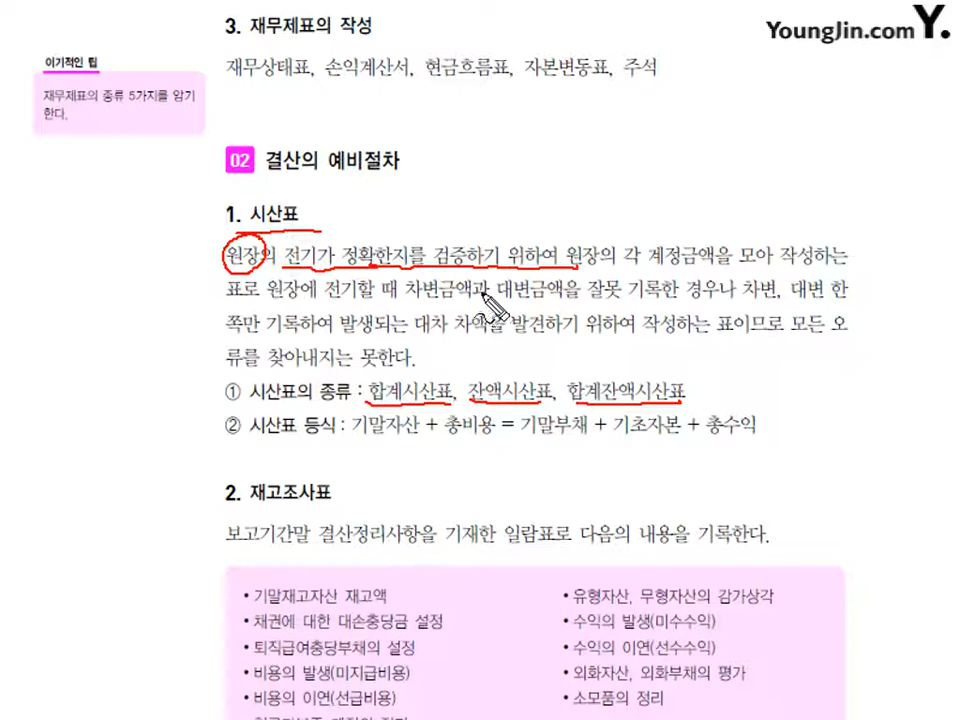 3. 재무제표의 작성
YoungJin.com Y.
재무상태표, 손익계산서, 현금흐름표, 자본변동표, 주석
이기적인 팁
재무제표의 종류 5가지를 암기
한다.
02 결산의 예비절차
1. 시산표
원장의 전기가 정확한지를 검증하기 위하여 원장의 각 계정금액을 모아 작성하는
표로 원장에 전기할 때 차변금액과 대변금액을 잘못 기록한 경우나 차변, 대변 한
쪽만 기록하여 발생되는 대차 차액을 발견하기 위하여 작성하는 표이므로 모든 오
류를 찾아내지는 못한다.
① 시산표의 종류 : 합계시산표, 잔액시산표, 합계잔액시산표
② 시산표 등식 : 기말자산 + 총비용 = 기말부채 + 기초자본 + 총수익
2. 재고조사표
보고기간말 결산정리사항을 기재한 일람표로 다음의 내용을 기록한다.
• 기말재고자산 재고액
• 채권에 대한 대손충당금 설정
• 퇴직급여충당부채의 설정
• 비용의 발생(미지급비용)
• 비용의 이연(선급비용)
• 유형자산, 무형자산의 감가상각
• 수익의 발생(미수수익)
• 수익의 이연(선수수익)
• 외화자산, 외화부채의 평가
• 소모품의 정리